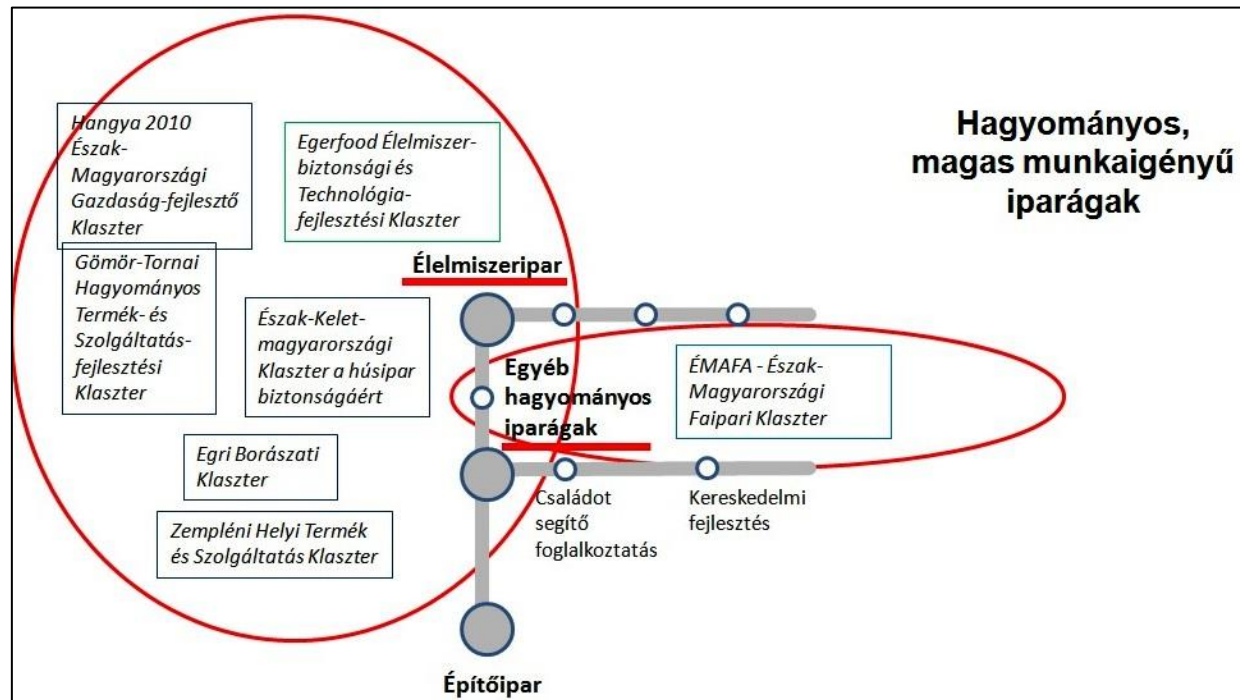 Hagyományos,
magas munkaigényű
iparágak
Hangya 2010
Észak-
Magyarországi
Gazdaság-fejlesztő
Klaszter
Egerfood Élelmiszer-
biztonsági és
Technológia-
fejlesztési Klaszter
Gömör-Tornai
Hagyományos
Termék- és
Szolgáltatás-
fejlesztési
Klaszter
Észak-Kelet-
magyarországi
Klaszter a húsipar
biztonságáért
Egri Borászati
Klaszter
Zempléni Helyi Termék
és Szolgáltatás Klaszter
Élelmiszeripar
Egyéb
hagyományos
iparágak
ÉMAFA - Észak-
Magyarországi
Faipari Klaszter
Családot
segítő
foglalkoztatás
Kereskedelmi
fejlesztés
Építőipar